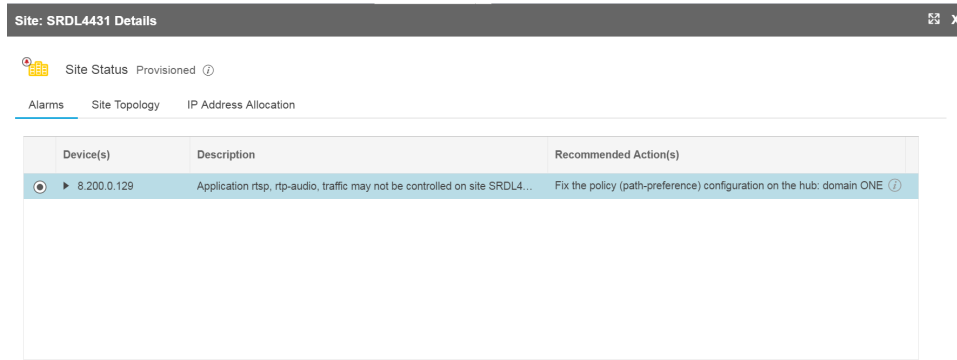 Site: SRDL4431 Details X
Site Status Provisioned i
Alarms Site Topology IP Address Allocation
Device(s) Description Recommended Action(s)
8.200.0.129 Application rtsp, rtp-audio, traffic may not be controlled on site SRDL4... Fix the policy (path-preference) configuration on the hub: domain ONE i